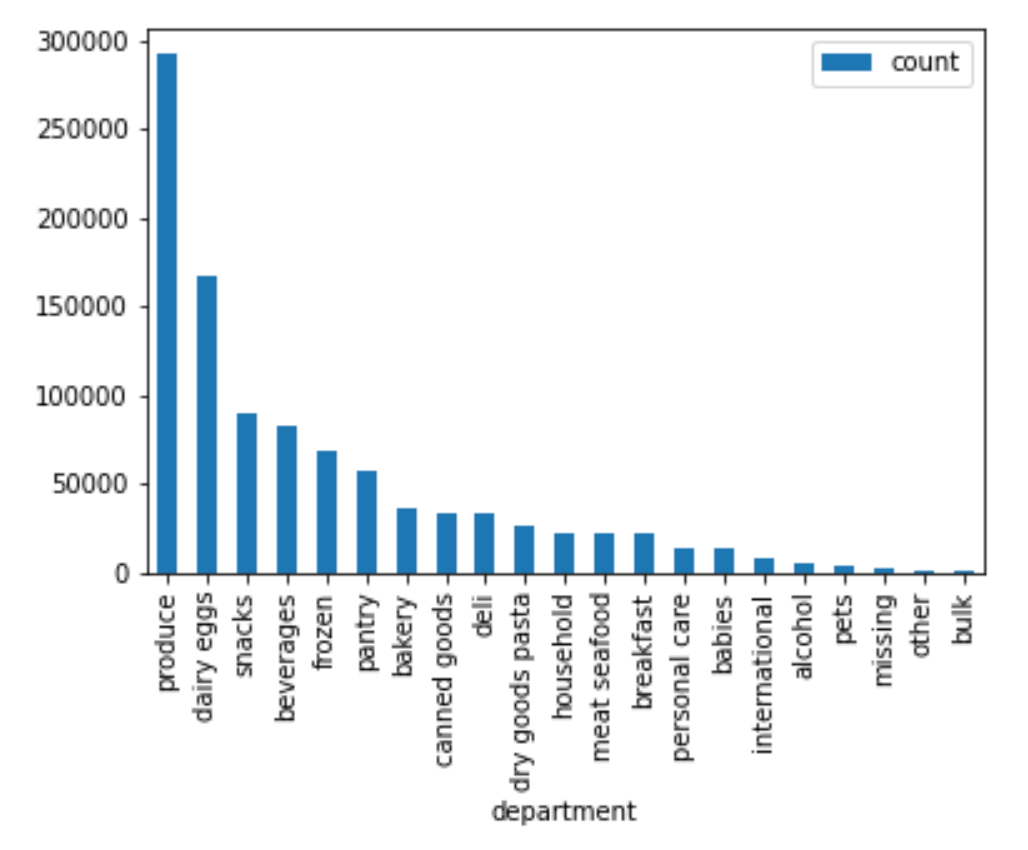 300000
250000
200000
150000
100000
50000
0
count
produce
dairy eggs
snacks
beverages
frozen
pantry
bakery
canned goods
deli
dry goods pasta
household
meat seafood
breakfast
personal care
babies
international
alcohol
pets
missing
other
bulk
department